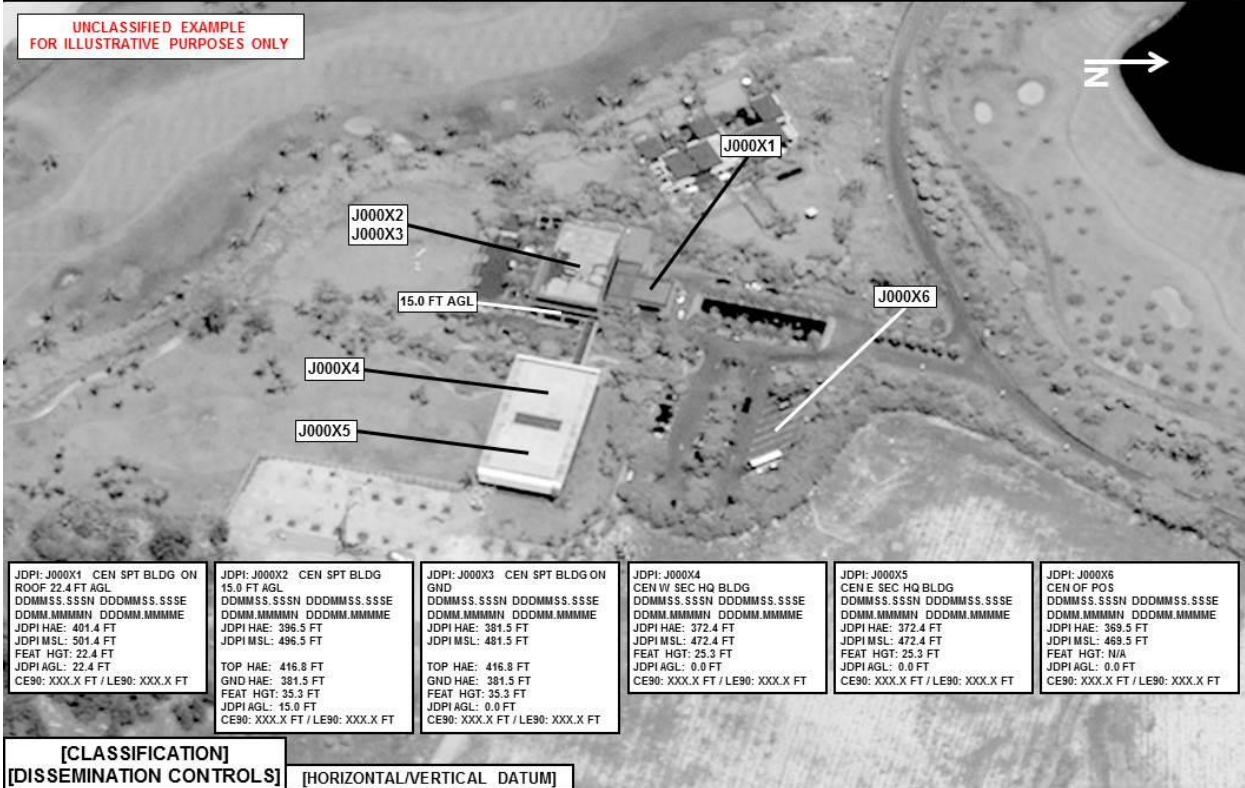 UNCLASSIFIED EXAMPLE
FOR ILLUSTRATIVE PURPOSES ONLY
N
J000X1
J000X2
J000X3
15.0 FT AGL
J000X6
J000X4
J000X5
JDPI: J000X1 CEN SPT BLDG ON
ROOF 22.4 FT AGL
DDMMSS.SSSN DDDMMSS.SSSE
DDMM.MMMMN DDDMM.MMMME
JDPI HAE: 401.4 FT
JDPI MSL: 501.4 FT
FEAT HGT: 22.4 FT
JDPI AGL: 22.4 FT
CE90: XXX.X FT / LE90: XXX.X FT
JDPI: J000X2 CEN SPT BLDG
15.0 FT AGL
DDMMSS.SSSN DDDMMSS.SSSE
DDMM.MMMMN DDDMM.MMMME
JDPI HAE: 396.5 FT
JDPI MSL: 496.5 FT
TOP HAE: 416.8 FT
GND HAE: 381.5 FT
FEAT HGT: 35.3 FT
JDPI AGL: 15.0 FT
CE90: XXX.X FT / LE90: XXX.X FT
JDPI: J000X3 CEN SPT BLDG ON
GND
DDMMSS.SSSN DDDMMSS.SSSE
DDMM.MMMMN DDDMM.MMMME
JDPI HAE: 381.5 FT
JDPI MSL: 481.5 FT
TOP HAE: 416.8 FT
GND HAE: 381.5 FT
FEAT HGT: 35.3 FT
JDPI AGL: 0.0 FT
CE90: XXX.X FT / LE90: XXX.X FT
JDPI: J000X4
CEN W SEC HQ BLDG
DDMMSS.SSSN DDDMMSS.SSSE
DDMM.MMMMN DDDMM.MMMME
JDPI HAE: 372.4 FT
JDPI MSL: 472.4 FT
FEAT HGT: 25.3 FT
JDPI AGL: 0.0 FT
CE90: XXX.X FT / LE90: XXX.X FT
JDPI: J000X5
CEN E SEC HQ BLDG
DDMMSS.SSSN DDDMMSS.SSSE
DDMM.MMMMN DDDMM.MMMME
JDPI HAE: 372.4 FT
JDPI MSL: 472.4 FT
FEAT HGT: 25.3 FT
JDPI AGL: 0.0 FT
CE90: XXX.X FT / LE90: XXX.X FT
JDPI: J000X6
CEN OF POS
DDMMSS.SSSN DDDMMSS.SSSE
DDMM.MMMMN DDDMM.MMMME
JDPI HAE: 369.5 FT
JDPI MSL: 469.5 FT
FEAT HGT: N/A
JDPI AGL: 0.0 FT
CE90: XXX.X FT / LE90: XXX.X FT
[CLASSIFICATION]
[DISSEMINATION CONTROLS]
[HORIZONTAL/VERTICAL DATUM]